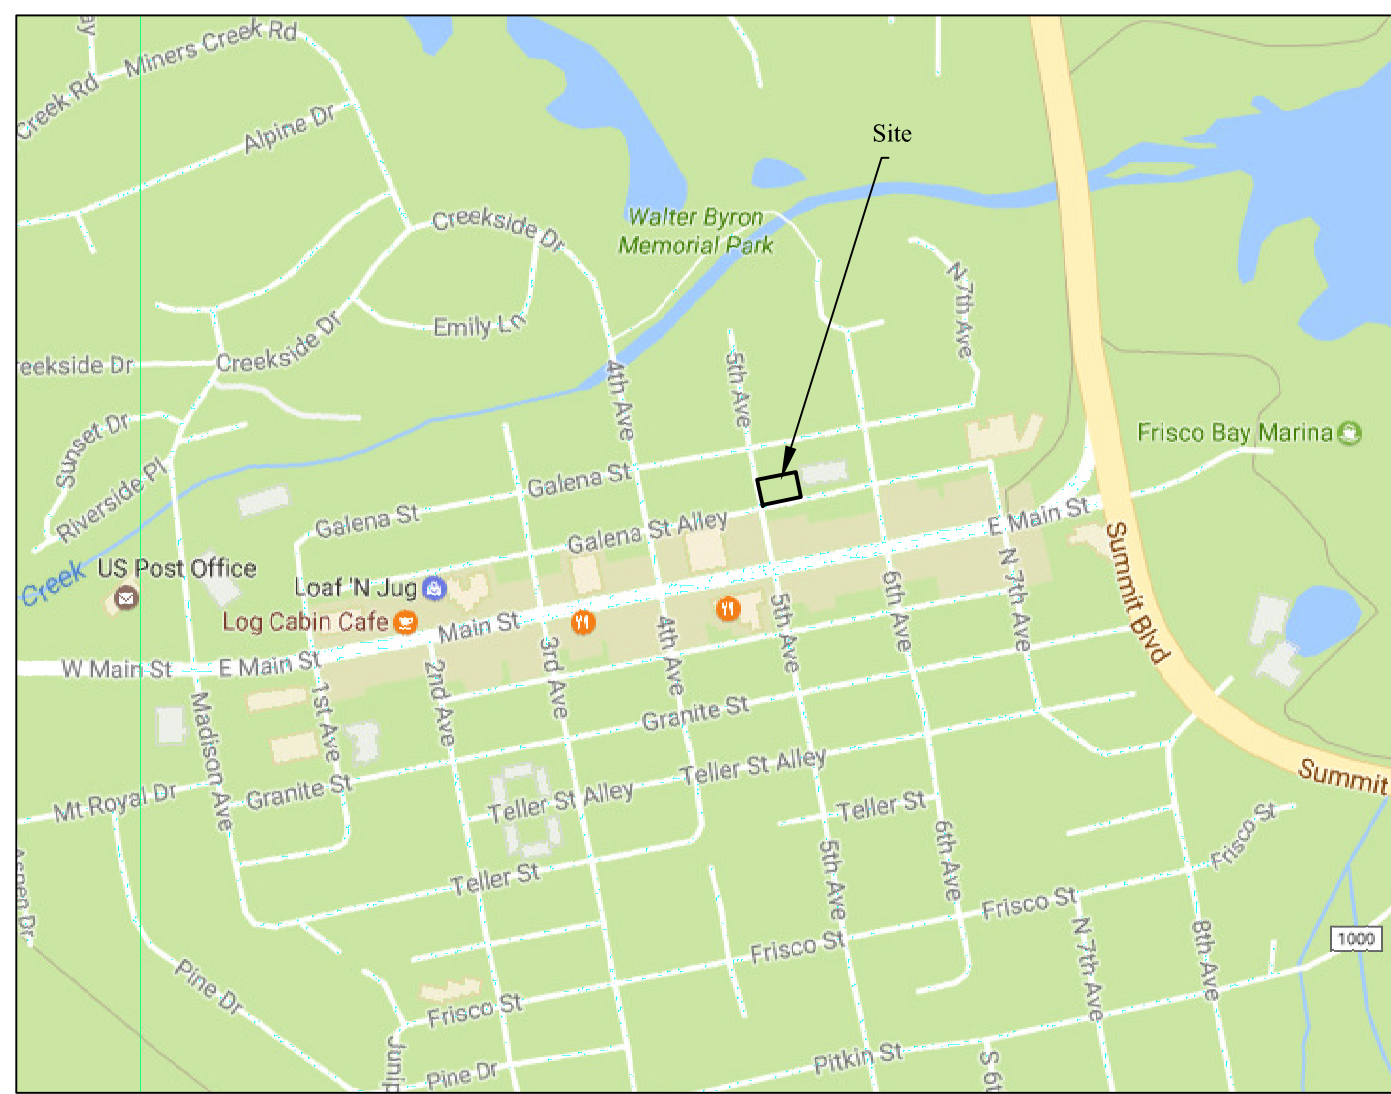 Miners Creek Rd
Creek Rd
Alpine Dr
Site
Walter Byron
Memorial Park
Creekside Dr
N 7th Ave
Emily Ln
Creekside Dr
reekside Dr
4th Ave
5th Ave
Sunset Dr
Frisco Bay Marina
Riverside Pl
Galena St
Galena St
Galena St Alley
E Main St
Creek
US Post Office
Loaf 'N Jug
Log Cabin Cafe
Main St
W Main St
E Main St
Summit Blvd
N 7th Ave
6th Ave
5th Ave
4th Ave
3rd Ave
2nd Ave
1st Ave
Madison Ave
Granite St
Teller St Alley
Teller St Alley
Granite St
Mt Royal Dr
Summit
Teller St
Frisco St
6th Ave
5th Ave
Aspen Dr
Teller St
Frisco St
Frisco St
1000
N 7th Ave
8th Ave
Pine Dr
Frisco St
Junip
Pine Dr
Pitkin St
S 6t